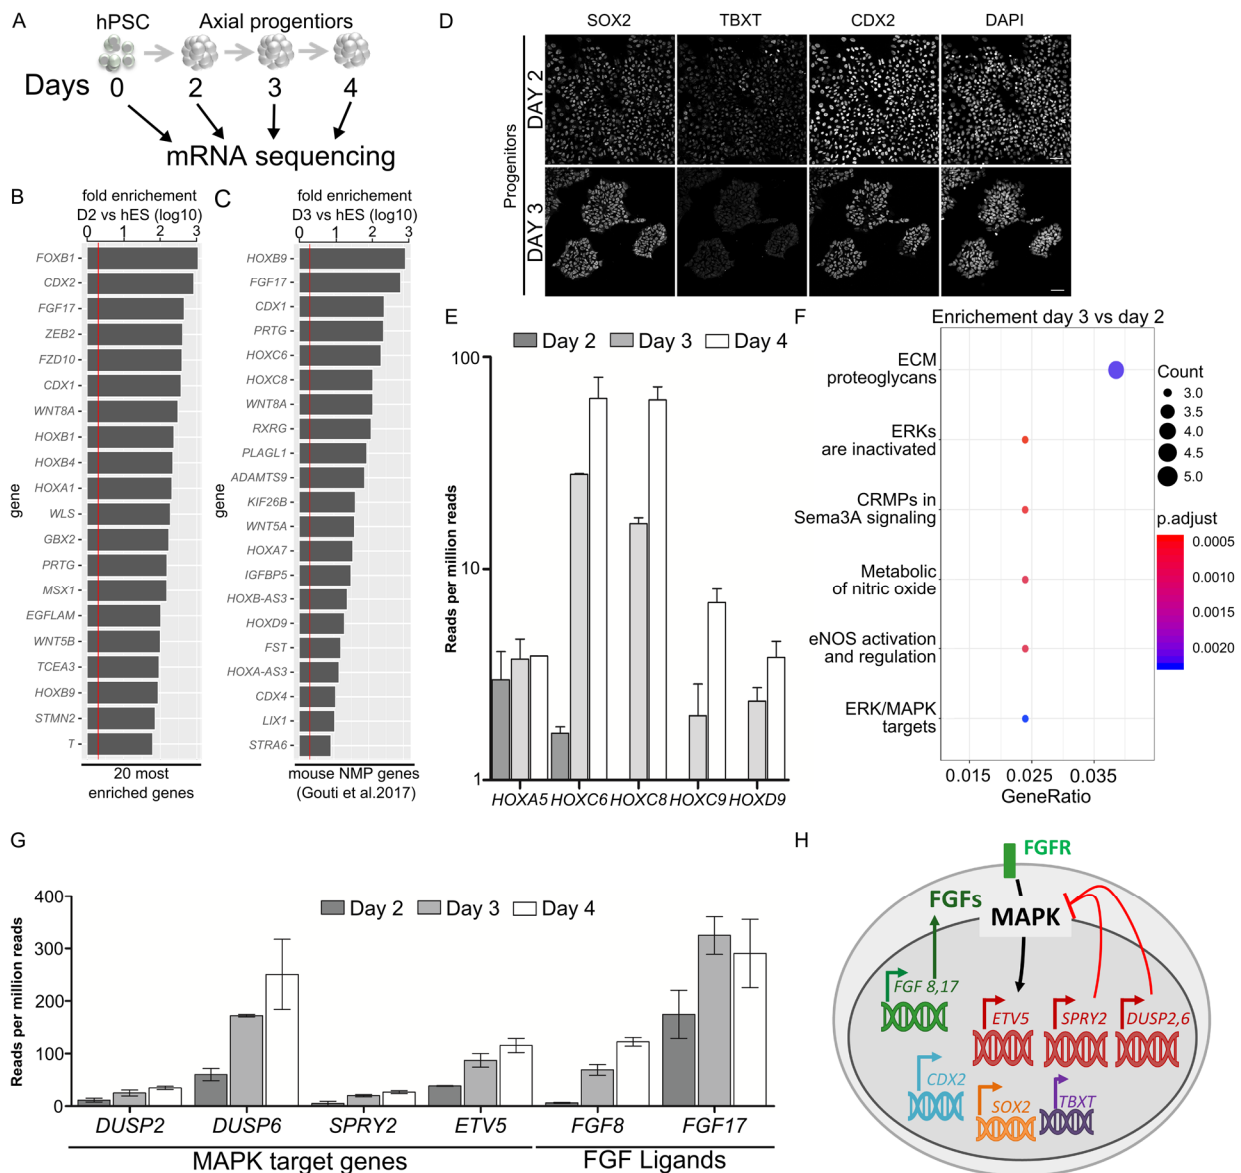 A
hPSC
Axial progentiors
Days 0 2 3 4
mRNA sequencing
B
fold enrichement
D2 vs hES (log10)
0 1 2 3
gene
FOXB1
CDX2
FGF17
ZEB2
FZD10
CDX1
WNT8A
HOXB1
HOXB4
HOXA1
WLS
GBX2
PRTG
MSX1
EGFLAM
WNT5B
TCEA3
HOXB9
STMN2
T
20 most
enriched genes
C
fold enrichement
D3 vs hES (log10)
0 1 2 3
gene
HOXB9
FGF17
CDX1
PRTG
HOXC6
HOXC8
WNT8A
RXRG
PLAGL1
ADAMTS9
KIF26B
WNT5A
HOXA7
IGFBP5
HOXB-AS3
HOXD9
FST
HOXA-AS3
CDX4
LIX1
STRA6
mouse NMP genes
(Gouti et al.2017)
D
SOX2 TBXT CDX2 DAPI
Progenitors
DAY 2
DAY 3
E
Day 2 Day 3 Day 4
Reads per million reads
100
10
1
HOXA5 HOXC6 HOXC8 HOXC9 HOXD9
F
Enrichement day 3 vs day 2
ECM
proteoglycans
ERKs
are inactivated
CRMPs in
Sema3A signaling
Metabolic
of nitric oxide
eNOS activation
and regulation
ERK/MAPK
targets
0.015 0.025 0.035
GeneRatio
Count
3.0
3.5
4.0
4.5
5.0
p.adjust
0.0005
0.0010
0.0015
0.0020
G
Day 2 Day 3 Day 4
Reads per million reads
400
300
200
100
0
DUSP2 DUSP6 SPRY2 ETV5 FGF8 FGF17
MAPK target genes
FGF Ligands
H
FGFR
FGFs
MAPK
FGF 8,17
ETV5
SPRY2
DUSP2,6
CDX2
SOX2
TBXT